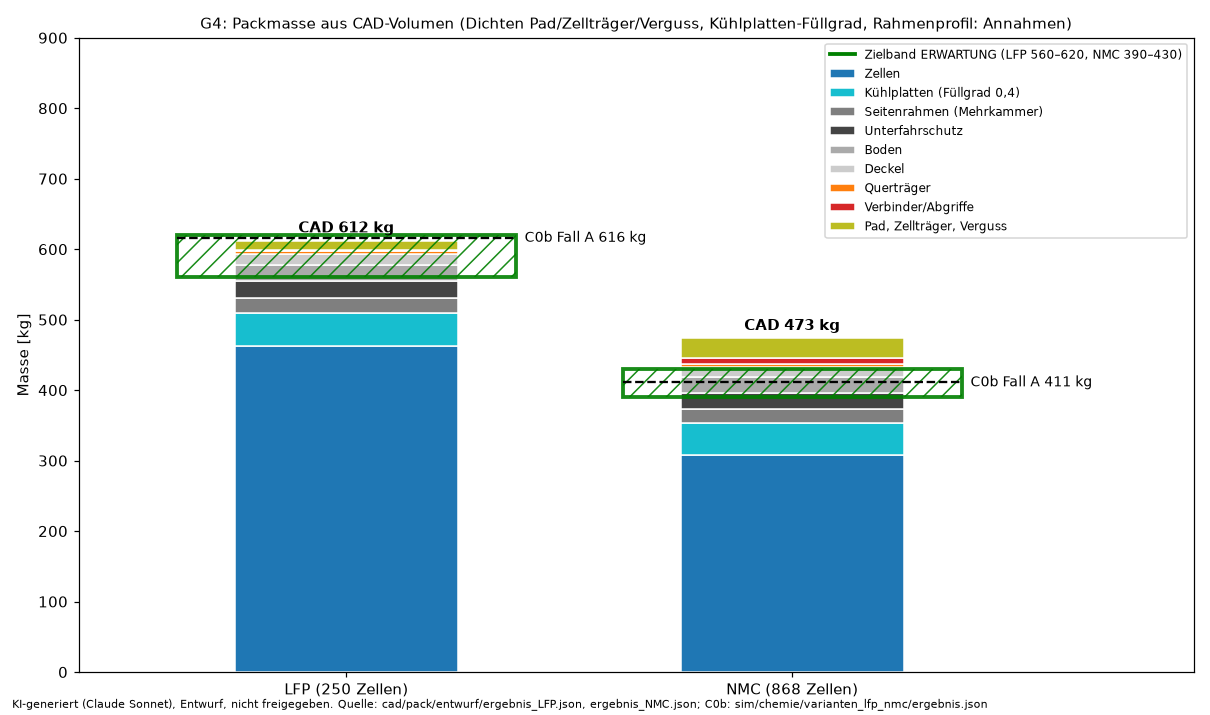 G4: Packmasse aus CAD-Volumen (Dichten Pad/Zellträger/Verguss, Kühlplatten-Füllgrad, Rahmenprofil: Annahmen)
900
800
700
600
500
400
300
200
100
0
Masse [kg]
Zielband ERWARTUNG (LFP 560–620, NMC 390–430)
Zellen
Kühlplatten (Füllgrad 0,4)
Seitenrahmen (Mehrkammer)
Unterfahrschutz
Boden
Deckel
Querträger
Verbinder/Abgriffe
Pad, Zellträger, Verguss
CAD 612 kg
C0b Fall A 616 kg
CAD 473 kg
C0b Fall A 411 kg
LFP (250 Zellen)
NMC (868 Zellen)
KI-generiert (Claude Sonnet), Entwurf, nicht freigegeben. Quelle: cad/pack/entwurf/ergebnis_LFP.json, ergebnis_NMC.json; C0b: sim/chemie/varianten_lfp_nmc/ergebnis.json